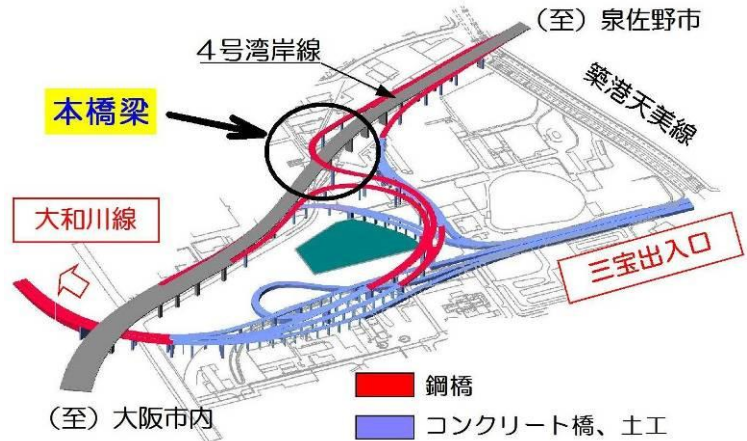 （至）泉佐野市
４号湾岸線
本橋梁
築港天美線
大和川線
三宝出入口
鋼橋
（至）大阪市内
コンクリート橋、土工